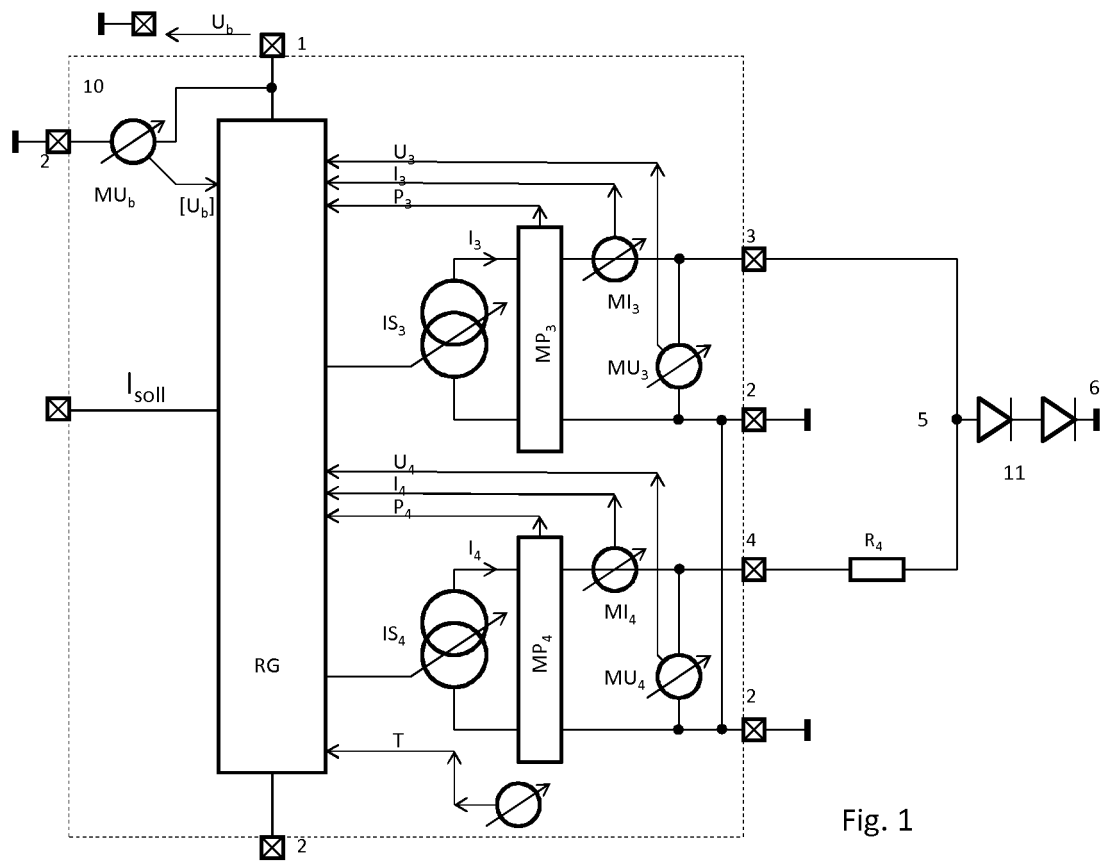 U_b
1
10
2
MU_b
[U_b]
U_3
I_3
P_3
I_3
3
MI_3
IS_3
MP_3
MU_3
I_soll
2
5
6
11
U_4
I_4
P_4
I_4
4
R_4
MI_4
IS_4
MP_4
MU_4
RG
2
T
2
Fig. 1